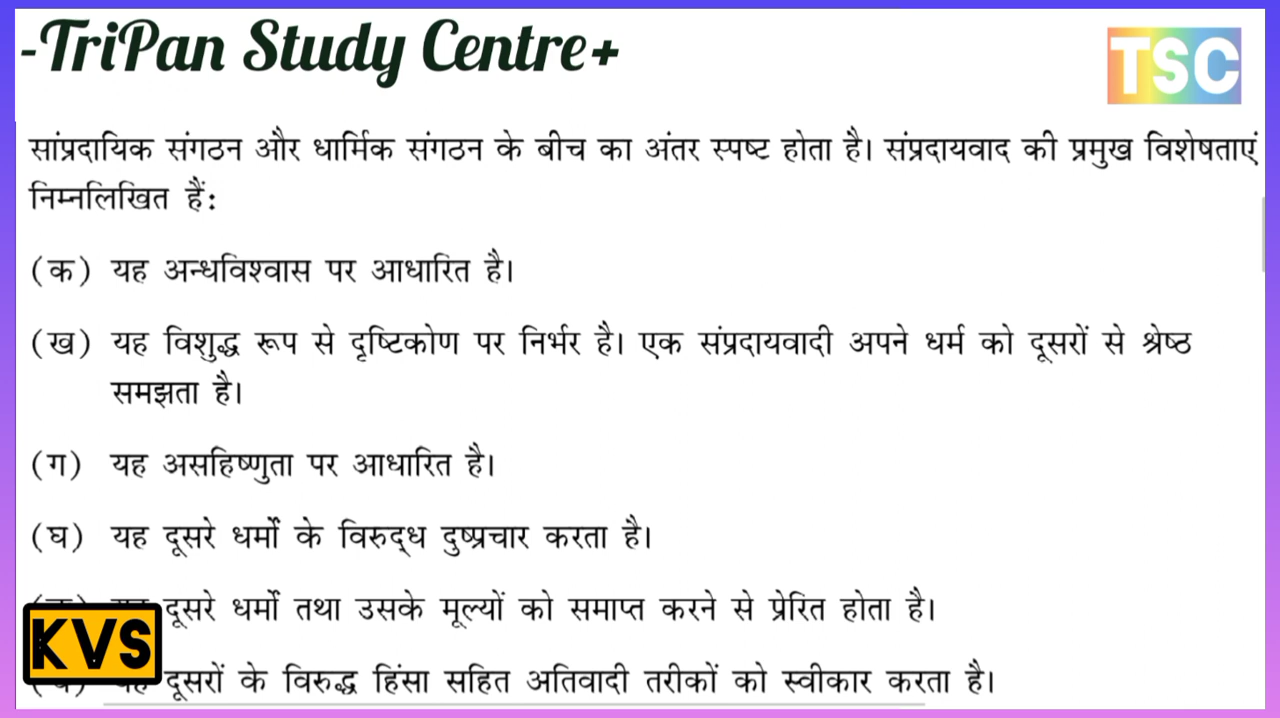 -TriPan Study Centre+
TSC
सांप्रदायिक संगठन और धार्मिक संगठन के बीच का अंतर स्पष्ट होता है। संप्रदायवाद की प्रमुख विशेषताएं
निम्नलिखित हैं:
(क) यह अन्धविश्वास पर आधारित है।
(ख) यह विशुद्ध रूप से दृष्टिकोण पर निर्भर है। एक संप्रदायवादी अपने धर्म को दूसरों से श्रेष्ठ
समझता है।
(ग) यह असहिष्णुता पर आधारित है।
(घ) यह दूसरे धर्मों के विरुद्ध दुष्प्रचार करता है।
दूसरे धर्मों तथा उसके मूल्यों को समाप्त करने से प्रेरित होता है।
KVS
दूसरों के विरुद्ध हिंसा सहित अतिवादी तरीकों को स्वीकार करता है।